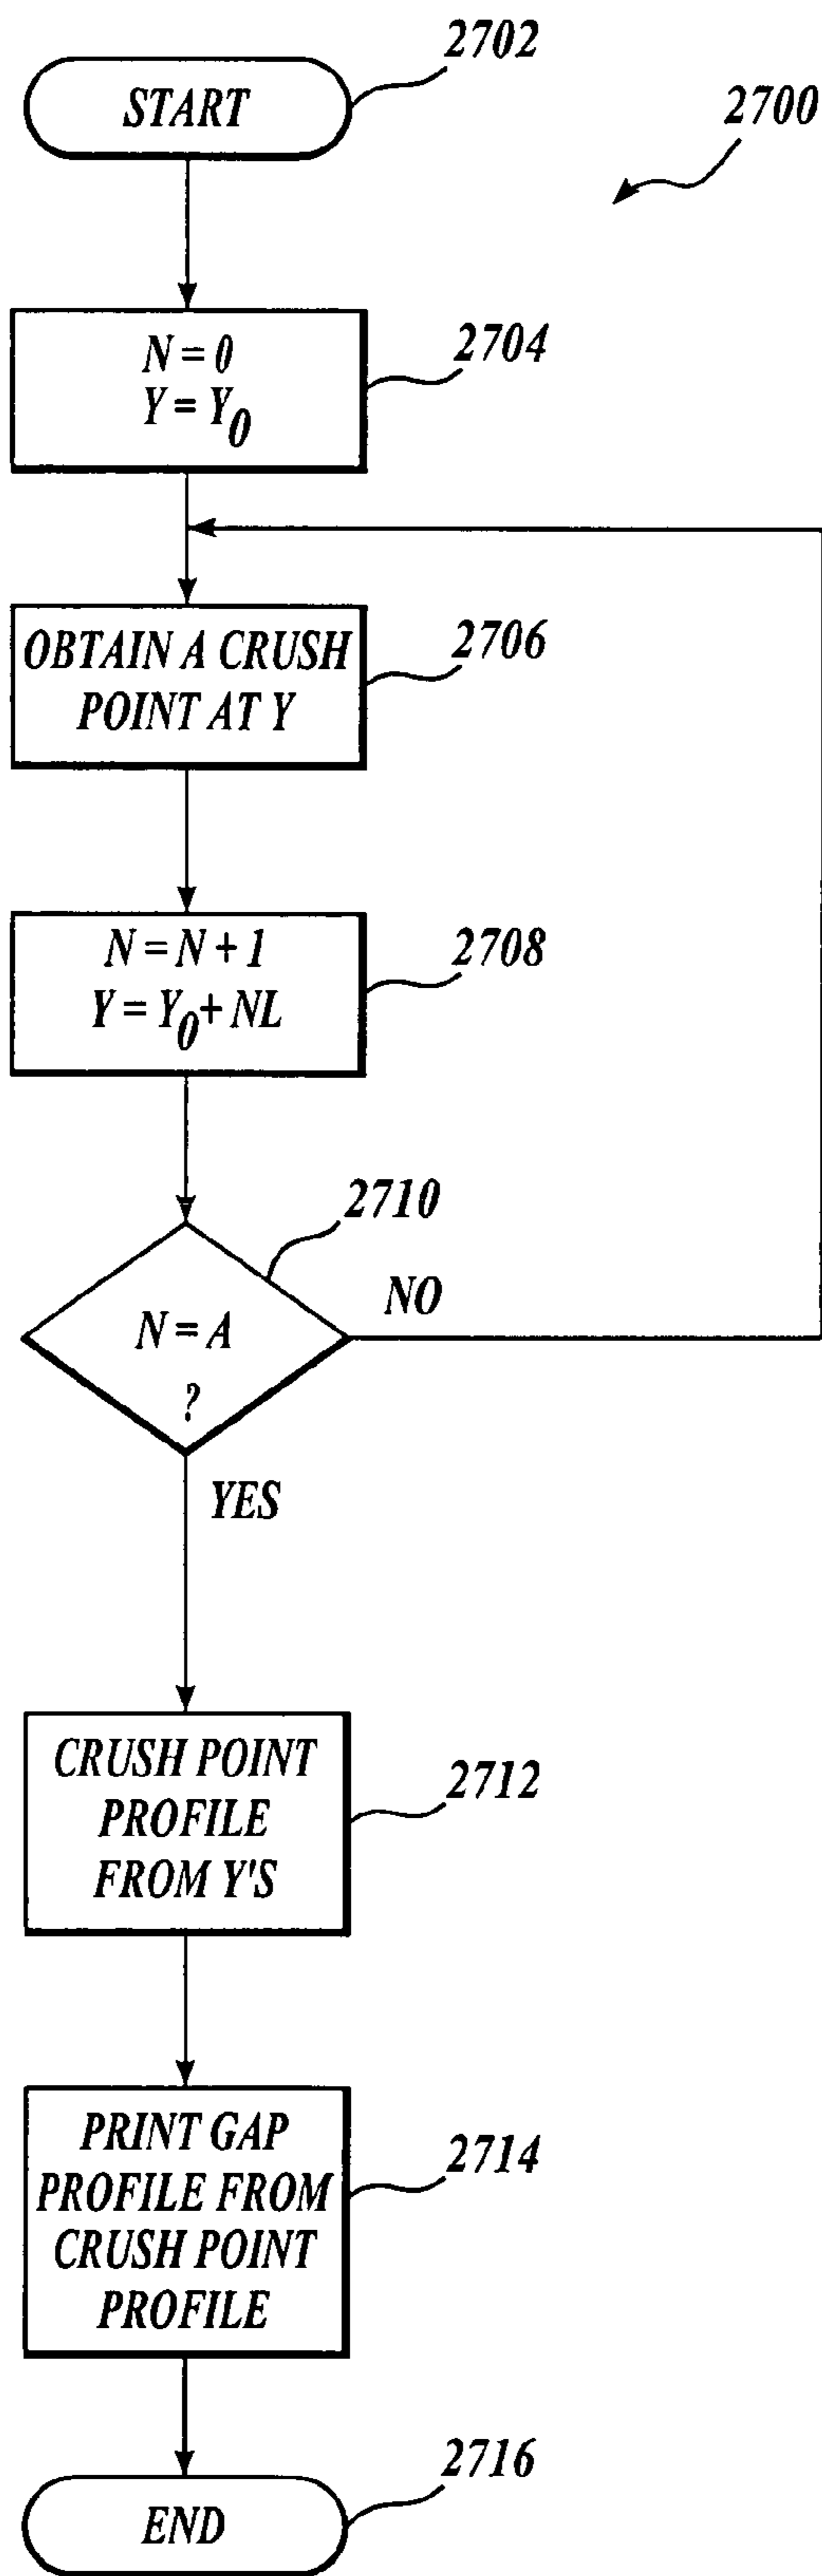 2702
START
2700
N = 0
Y = Y0
2704
OBTAIN A CRUSH
POINT AT Y
2706
N = N + 1
Y = Y0 + NL
2708
2710
N = A
?
NO
YES
CRUSH POINT
PROFILE
FROM Y'S
2712
PRINT GAP
PROFILE FROM
CRUSH POINT
PROFILE
2714
2716
END